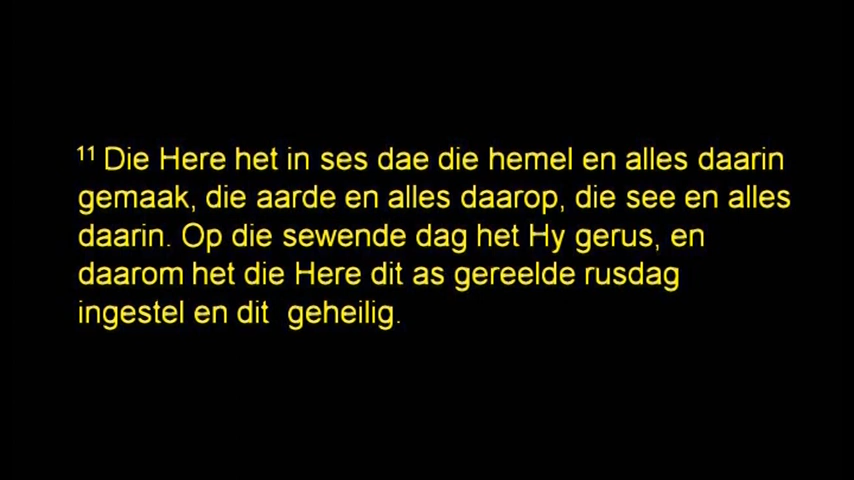 ¹¹ Die Here het in ses dae die hemel en alles daarin
gemaak, die aarde en alles daarop, die see en alles
daarin. Op die sewende dag het Hy gerus, en
daarom het die Here dit as gereelde rusdag
ingestel en dit  geheilig.